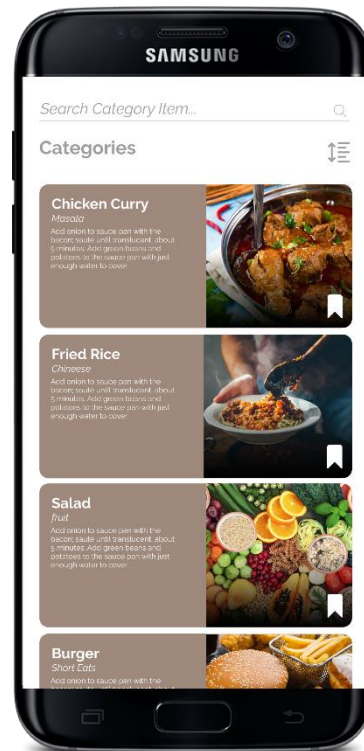 SAMSUNG
Search Category Item...
Categories
Chicken Curry
Masala
Add onion to sauce pan with the
bacon; sauté until translucent, about
5 minutes. Add green beans and
potatoes to the sauce pan with just
enough water to cover.
Fried Rice
Chineese
Add onion to sauce pan with the
bacon; sauté until translucent, about
5 minutes. Add green beans and
potatoes to the sauce pan with just
enough water to cover.
Salad
fruit
Add onion to sauce pan with the
bacon; sauté until translucent, about
5 minutes. Add green beans and
potatoes to the sauce pan with just
enough water to cover.
Burger
Short Eats
Add onion to sauce pan with the